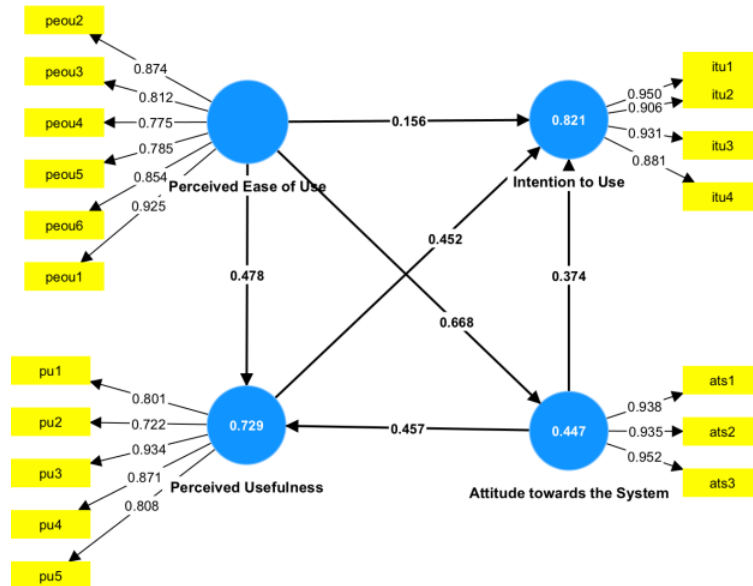 peou2
peou3
peou4
peou5
peou6
peou1
0.874
0.812
0.775
0.785
0.854
0.925
Perceived Ease of Use
0.156
0.821
Intention to Use
0.950
0.906
0.931
0.881
itu1
itu2
itu3
itu4
0.478
0.452
0.668
0.374
pu1
pu2
pu3
pu4
pu5
0.801
0.722
0.934
0.871
0.808
0.729
Perceived Usefulness
0.457
0.447
Attitude towards the System
0.938
0.935
0.952
ats1
ats2
ats3